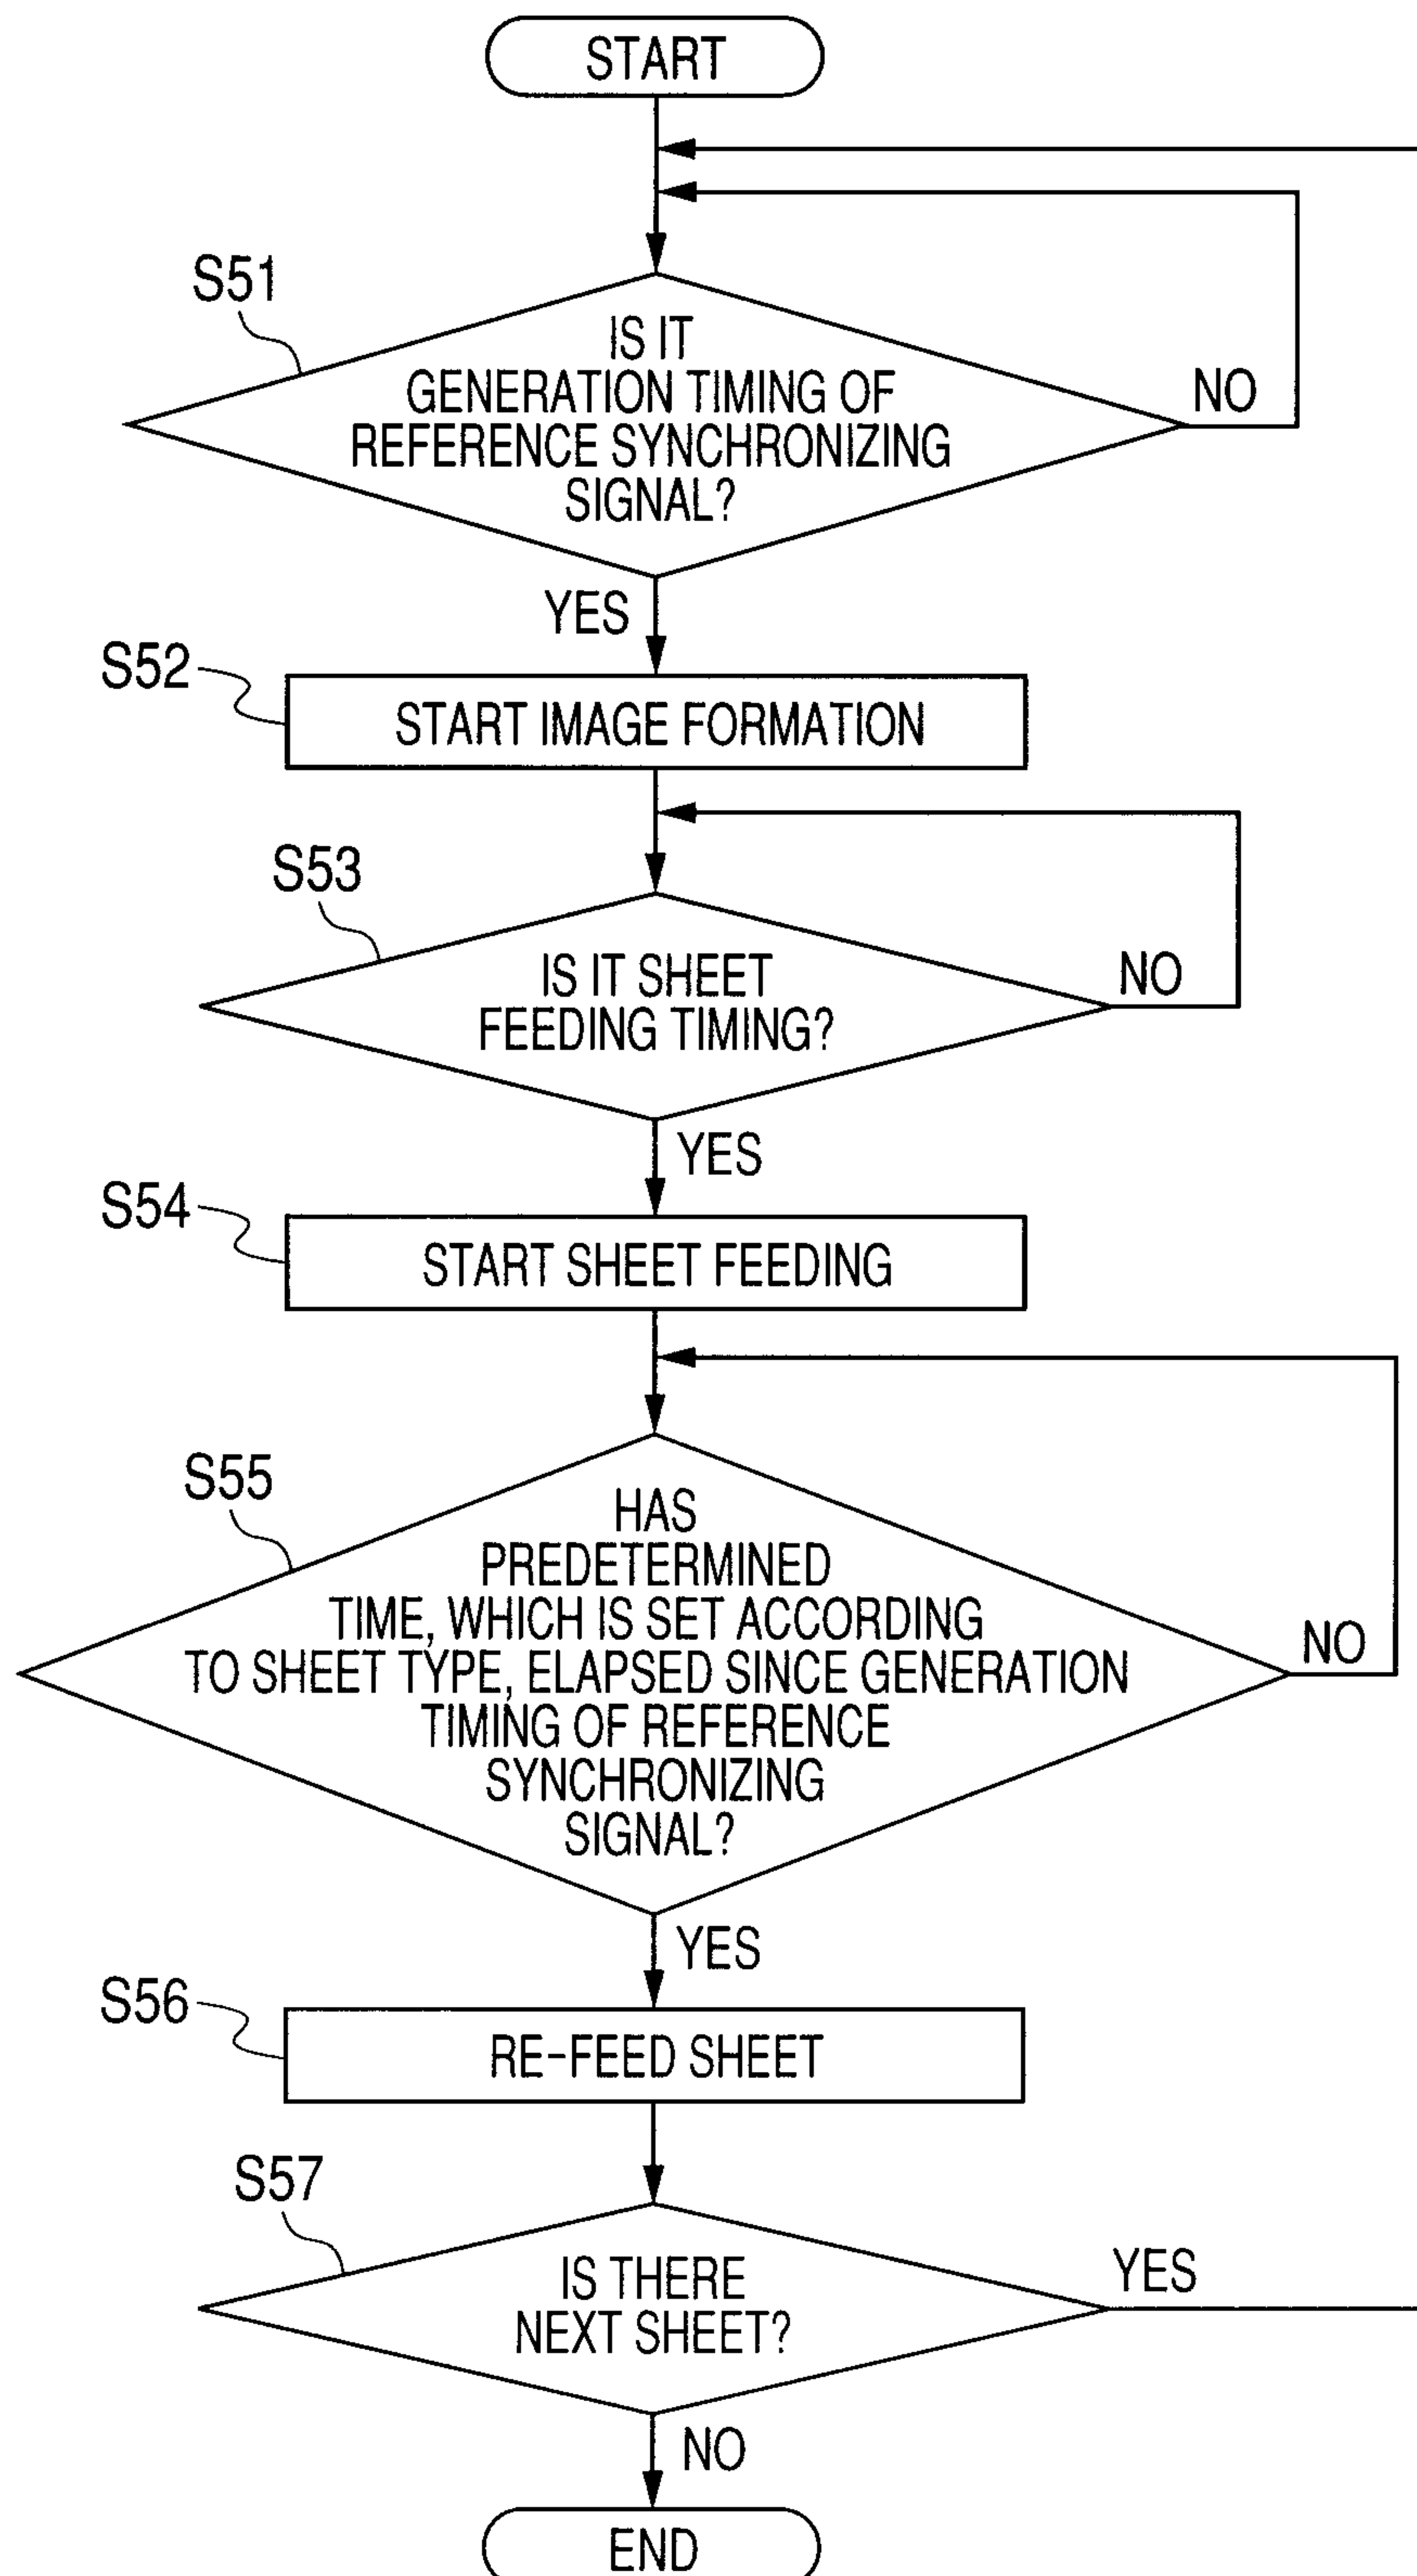 START
S51
IS IT
GENERATION TIMING OF
REFERENCE SYNCHRONIZING
SIGNAL?
NO
YES
S52
START IMAGE FORMATION
S53
IS IT SHEET
FEEDING TIMING?
NO
YES
S54
START SHEET FEEDING
S55
HAS
PREDETERMINED
TIME, WHICH IS SET ACCORDING
TO SHEET TYPE, ELAPSED SINCE GENERATION
TIMING OF REFERENCE
SYNCHRONIZING
SIGNAL?
NO
YES
S56
RE-FEED SHEET
S57
IS THERE
NEXT SHEET?
YES
NO
END